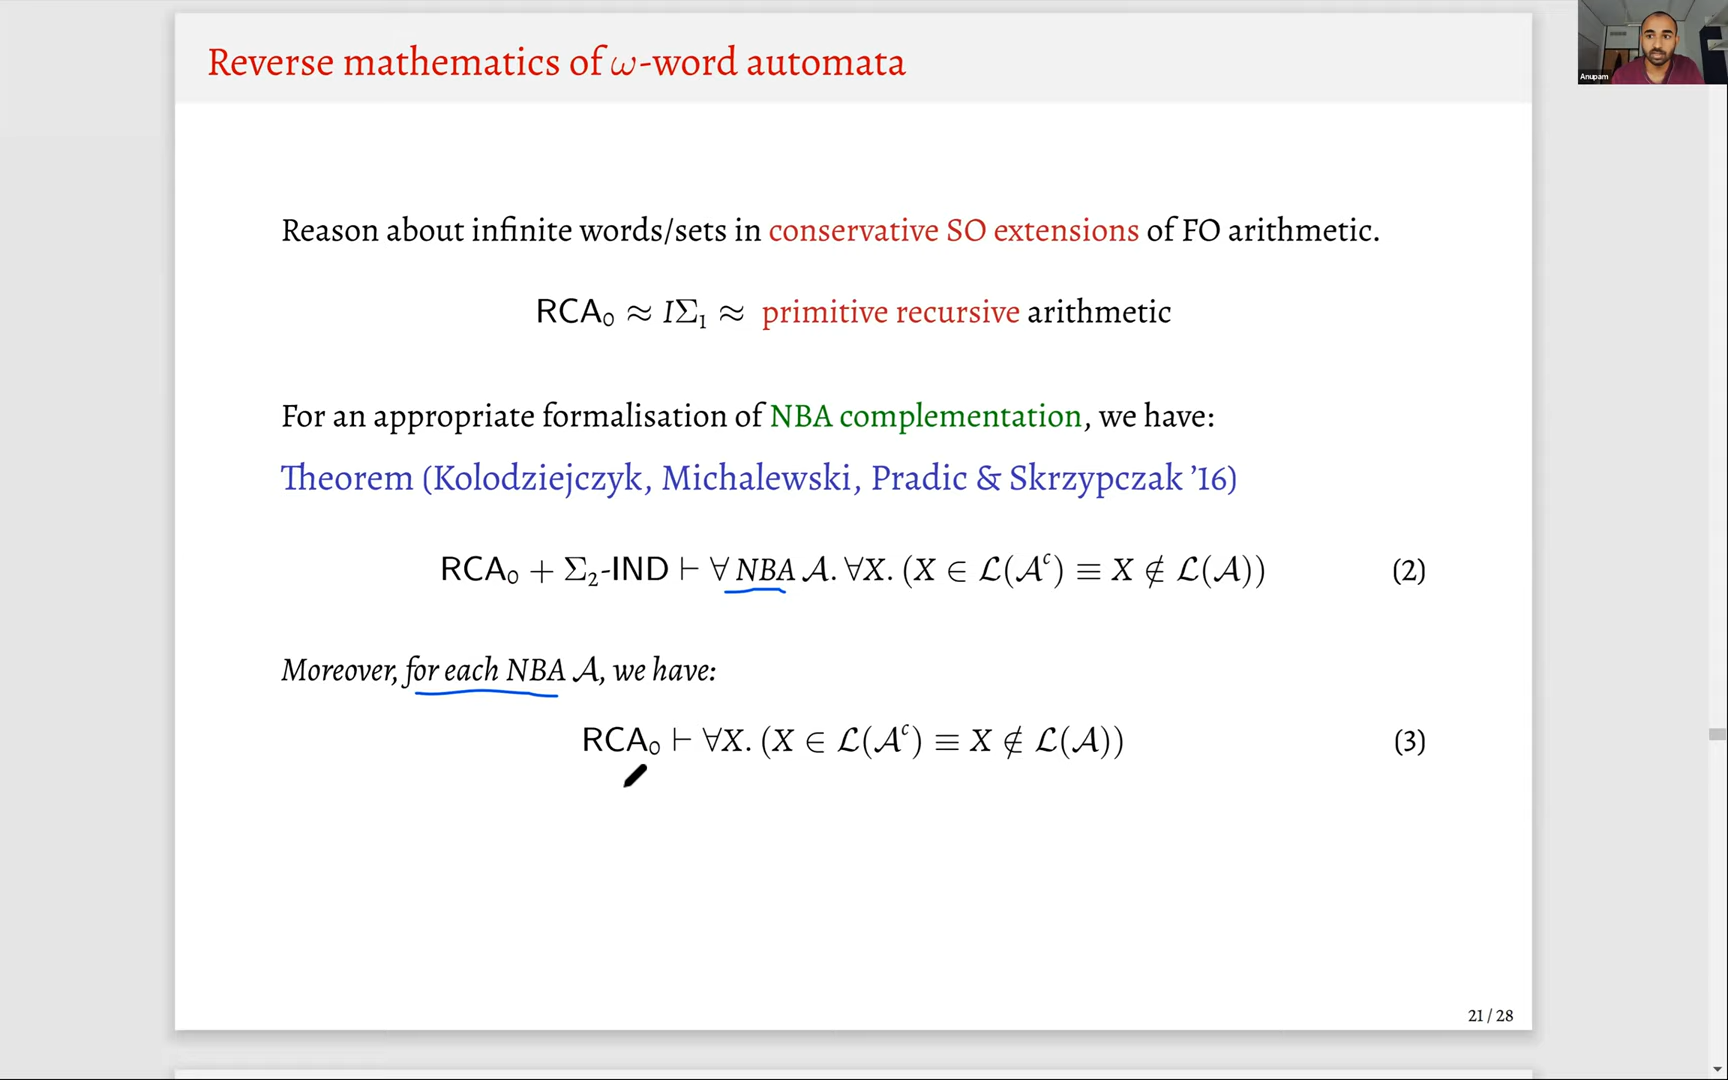 Reverse mathematics of ω-word automata
Anupam
Reason about infinite words/sets in conservative SO extensions of FO arithmetic.
RCA₀ ≈ IΣ₁ ≈ primitive recursive arithmetic
For an appropriate formalisation of NBA complementation, we have:
Theorem (Kolodziejczyk, Michalewski, Pradic & Skrzypczak ’16)
RCA₀ + Σ₂-IND ⊢ ∀ NBA 𝒜. ∀X. (X ∈ ℒ(𝒜ᶜ) ≡ X ∉ ℒ(𝒜)) (2)
Moreover, for each NBA 𝒜, we have:
RCA₀ ⊢ ∀X. (X ∈ ℒ(𝒜ᶜ) ≡ X ∉ ℒ(𝒜)) (3)
21 / 28